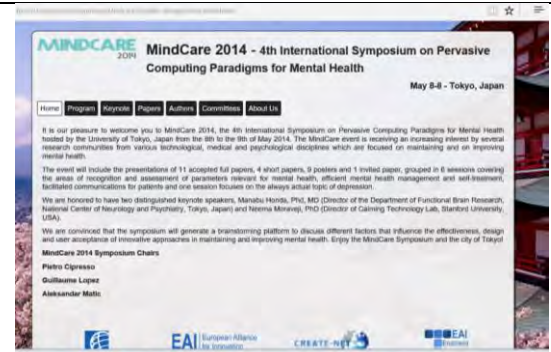 MINDCARE
2014
MindCare 2014 - 4th International Symposium on Pervasive
Computing Paradigms for Mental Health
May 8-8 - Tokyo, Japan
Home Program Keynote Papers Authors Committees About Us
It is our pleasure to welcome you to MindCare 2014, the 4th International Symposium on Pervasive Computing Paradigms for Mental Health
hosted by the University of Tokyo, Japan from the 8th to the 9th of May 2014. The MindCare event is receiving an increasing interest by several
research communities from various technological, medical and psychological disciplines which are focused on maintaining and on improving
mental health.
The event will include the presentations of 11 accepted full papers, 4 short papers, 9 posters and 1 invited paper, grouped in 6 sessions covering
the areas of recognition and assessment of parameters relevant for mental health, efficient mental health management and self-treatment,
facilitated communications for patients and one session focuses on the always actual topic of depression.
We are honored to have two distinguished keynote speakers, Manabu Honda, Phd, MD (Director of the Department of Functional Brain Research,
National Center of Neurology and Psychiatry, Tokyo, Japan) and Neema Moraveji, PhD (Director of Calming Technology Lab, Stanford University,
USA).
We are convinced that the symposium will generate a brainstorming platform to discuss different factors that influence the effectiveness, design
and user acceptance of innovative approaches in maintaining and improving mental health. Enjoy the MindCare Symposium and the city of Tokyo!
MindCare 2014 Symposium Chairs
Pietro Cipresso
Guillaume Lopez
Aleksandar Matic
EAI European Alliance
for Innovation
CREATE-NET
EAI